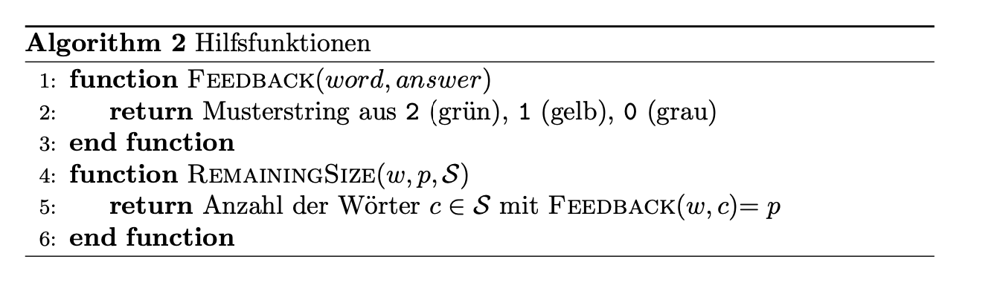 Algorithm 2 Hilfsfunktionen
1: function FEEDBACK(word, answer)
2: return Musterstring aus 2 (grün), 1 (gelb), 0 (grau)
3: end function
4: function REMAININGSIZE(w, p, 𝒮)
5: return Anzahl der Wörter c ∈ 𝒮 mit FEEDBACK(w, c)= p
6: end function